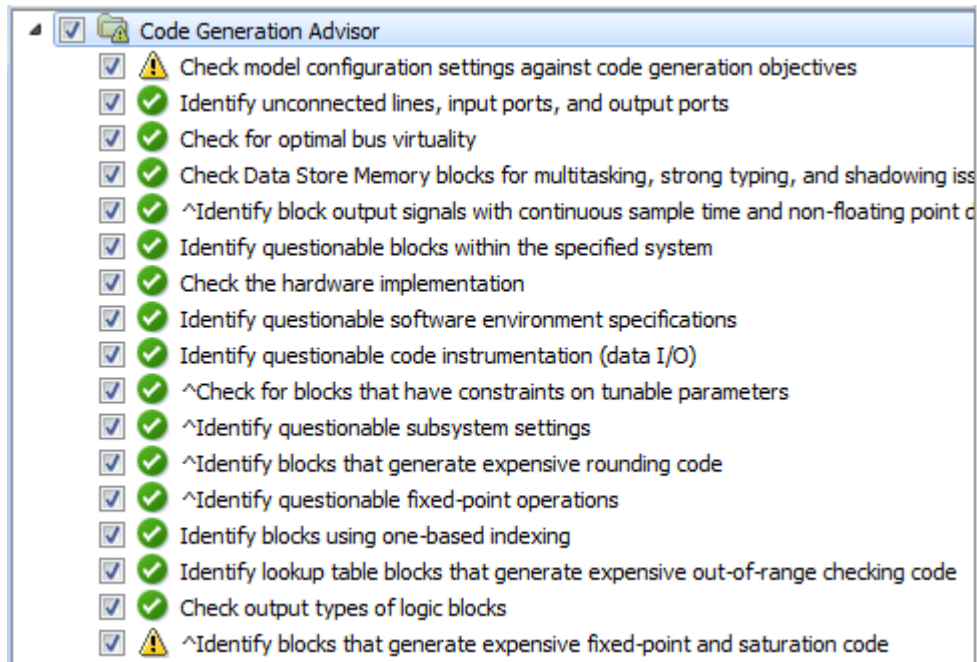 Code Generation Advisor
Check model configuration settings against code generation objectives
Identify unconnected lines, input ports, and output ports
Check for optimal bus virtuality
Check Data Store Memory blocks for multitasking, strong typing, and shadowing iss
^Identify block output signals with continuous sample time and non-floating point d
Identify questionable blocks within the specified system
Check the hardware implementation
Identify questionable software environment specifications
Identify questionable code instrumentation (data I/O)
^Check for blocks that have constraints on tunable parameters
^Identify questionable subsystem settings
^Identify blocks that generate expensive rounding code
^Identify questionable fixed-point operations
Identify blocks using one-based indexing
Identify lookup table blocks that generate expensive out-of-range checking code
Check output types of logic blocks
^Identify blocks that generate expensive fixed-point and saturation code